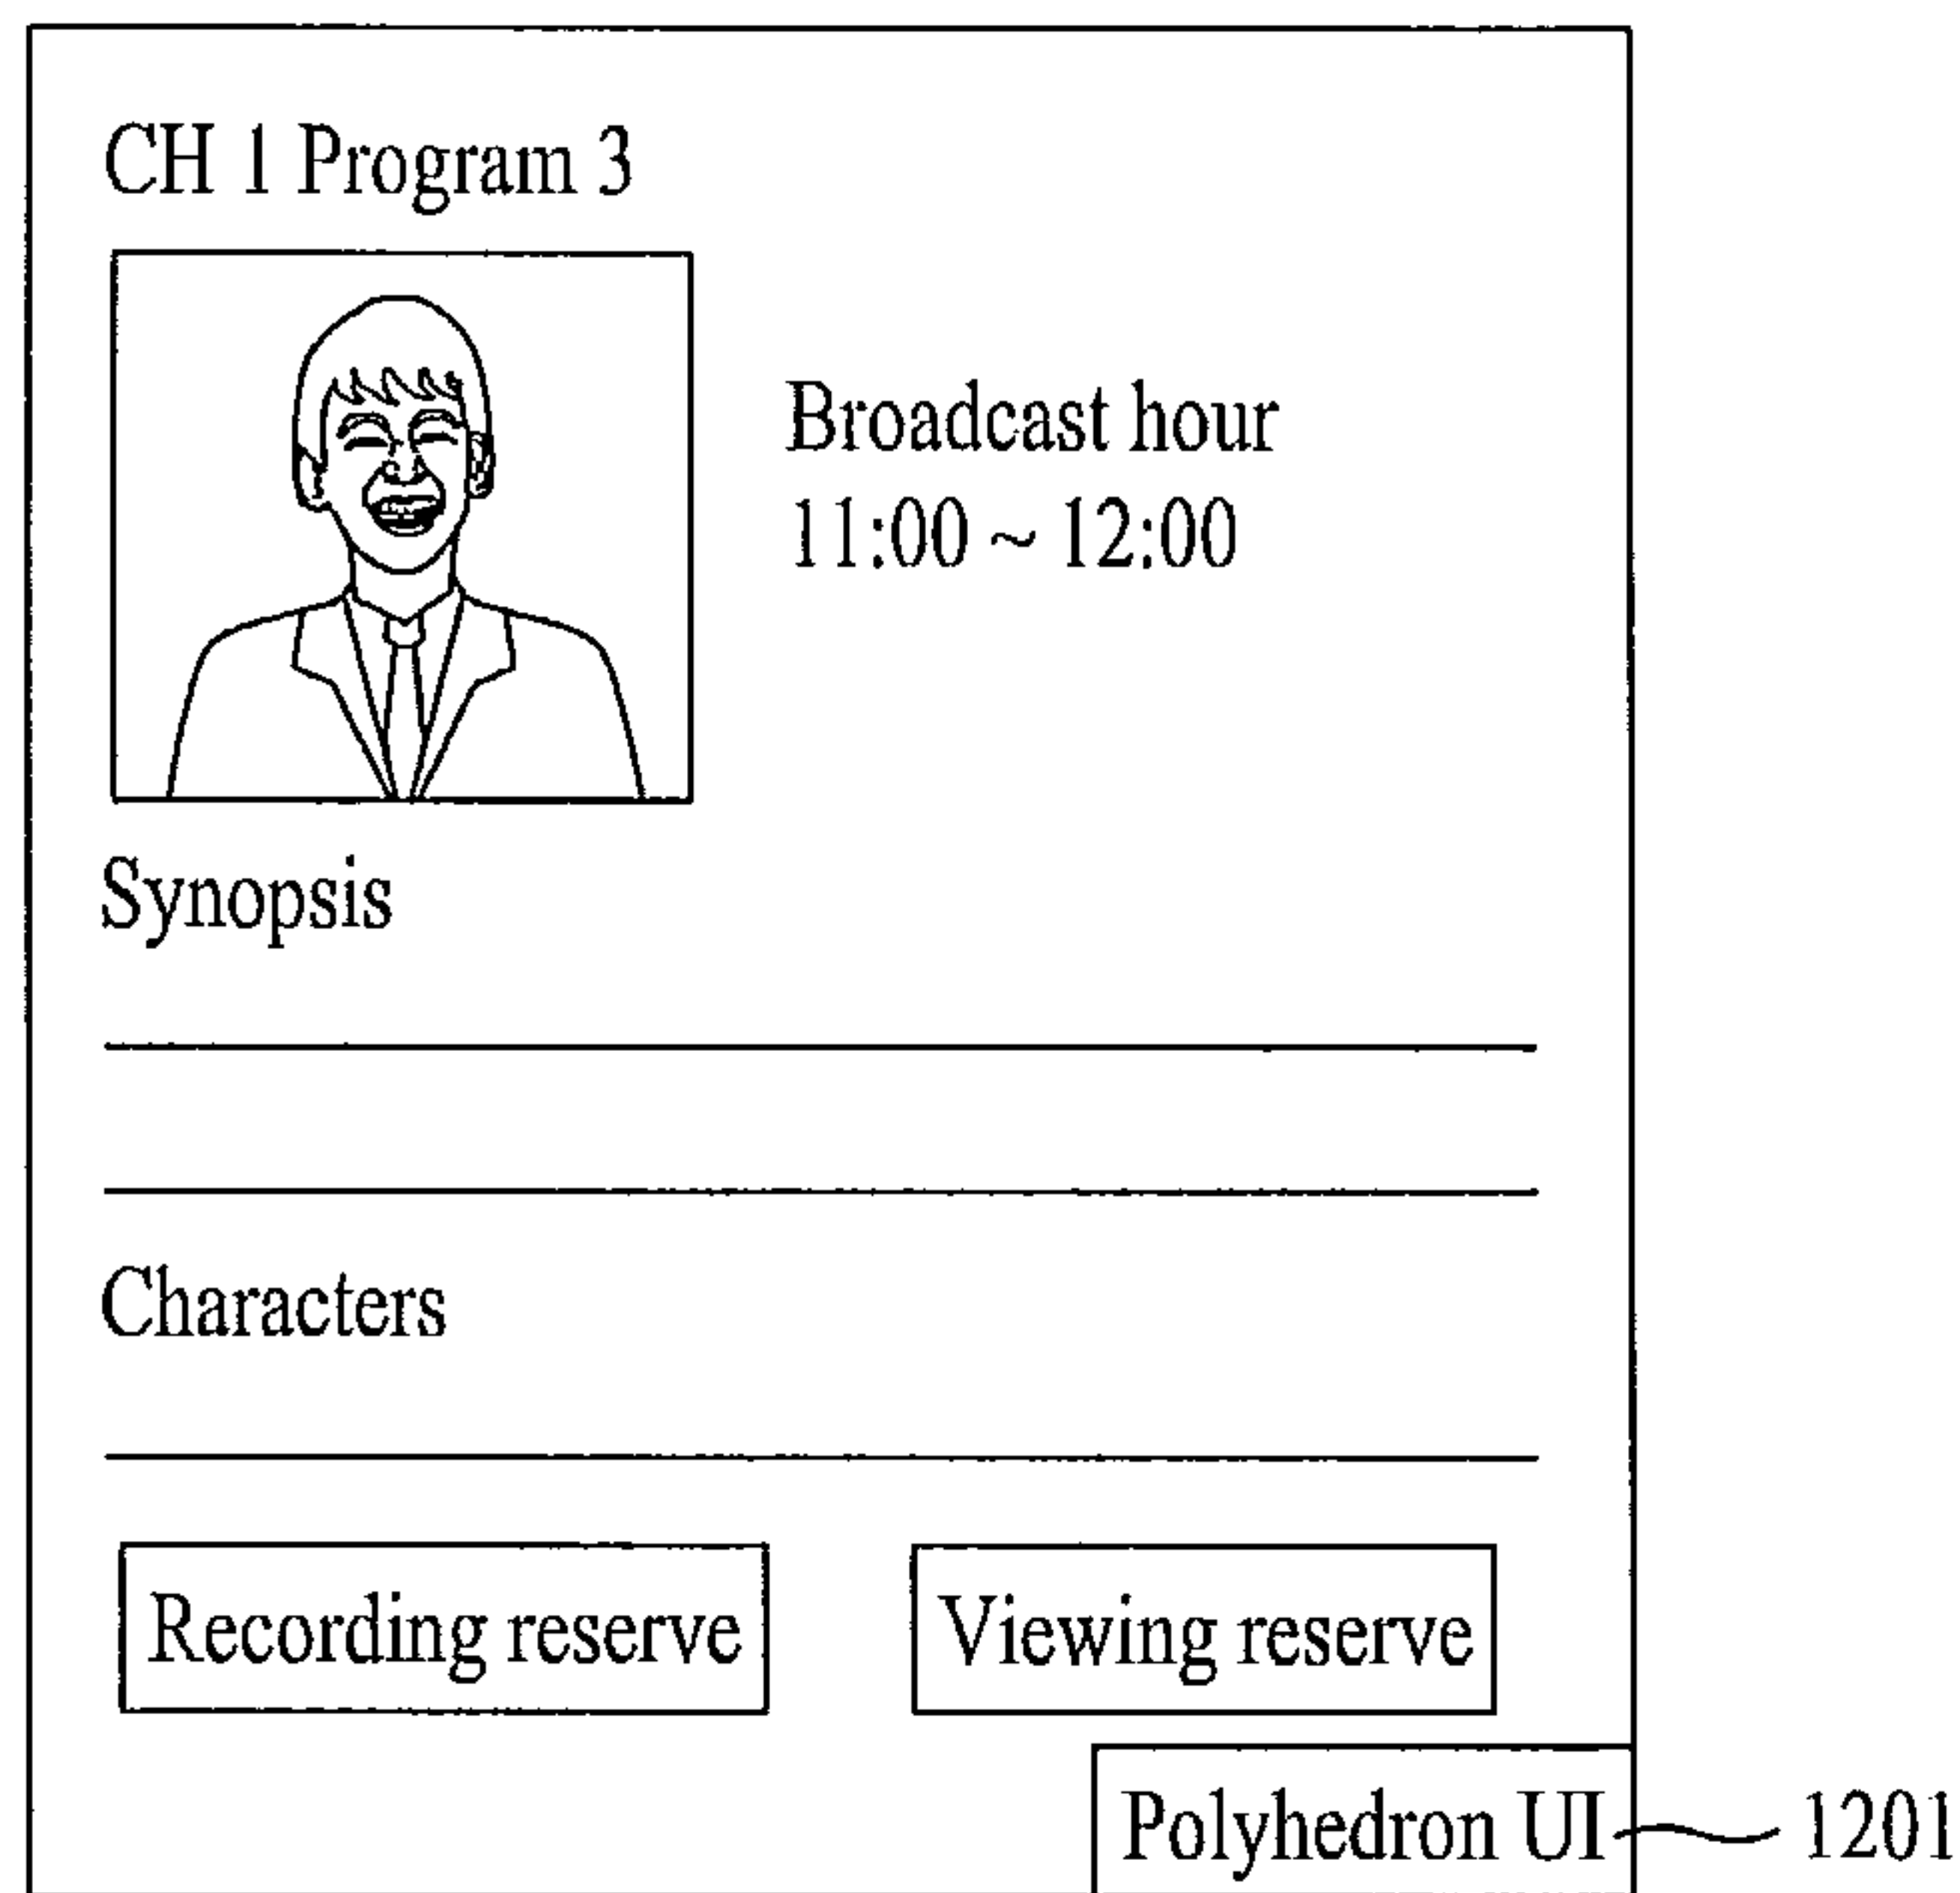 CH 1 Program 3
Broadcast hour
11:00 ~ 12:00
Synopsis
Characters
Recording reserve
Viewing reserve
Polyhedron UI
1201